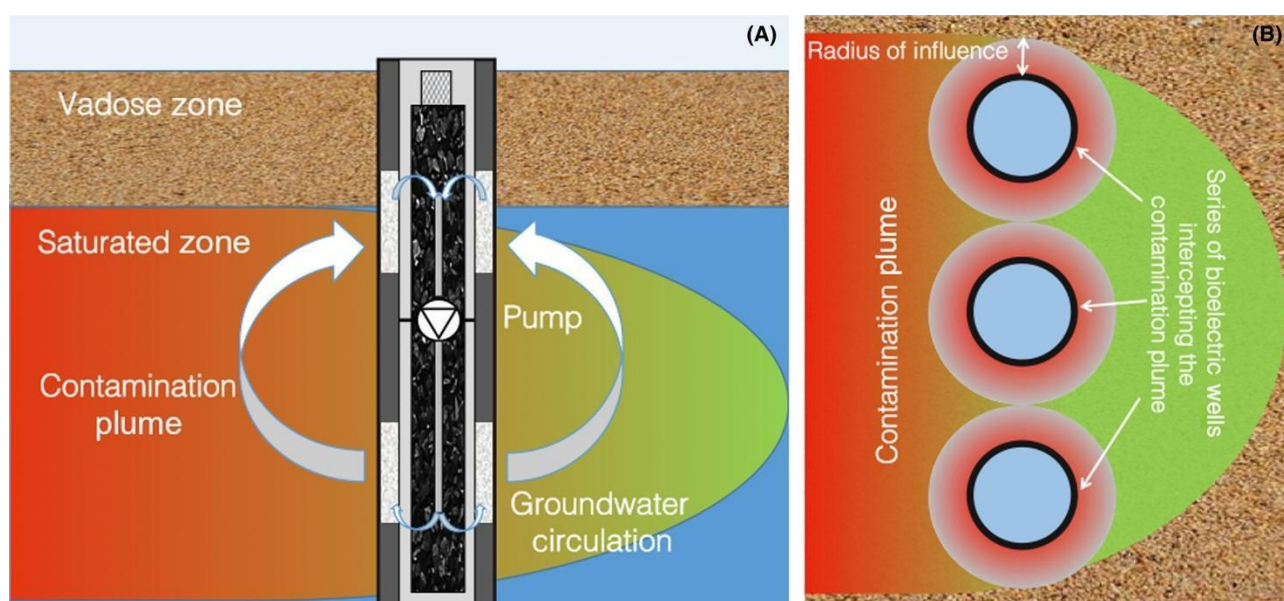 (A)
Vadose zone
Saturated zone
Pump
Contamination
plume
Groundwater
circulation
(B)
Radius of influence
Contamination plume
Series of bioelectric wells
intercepting the
contamination plume